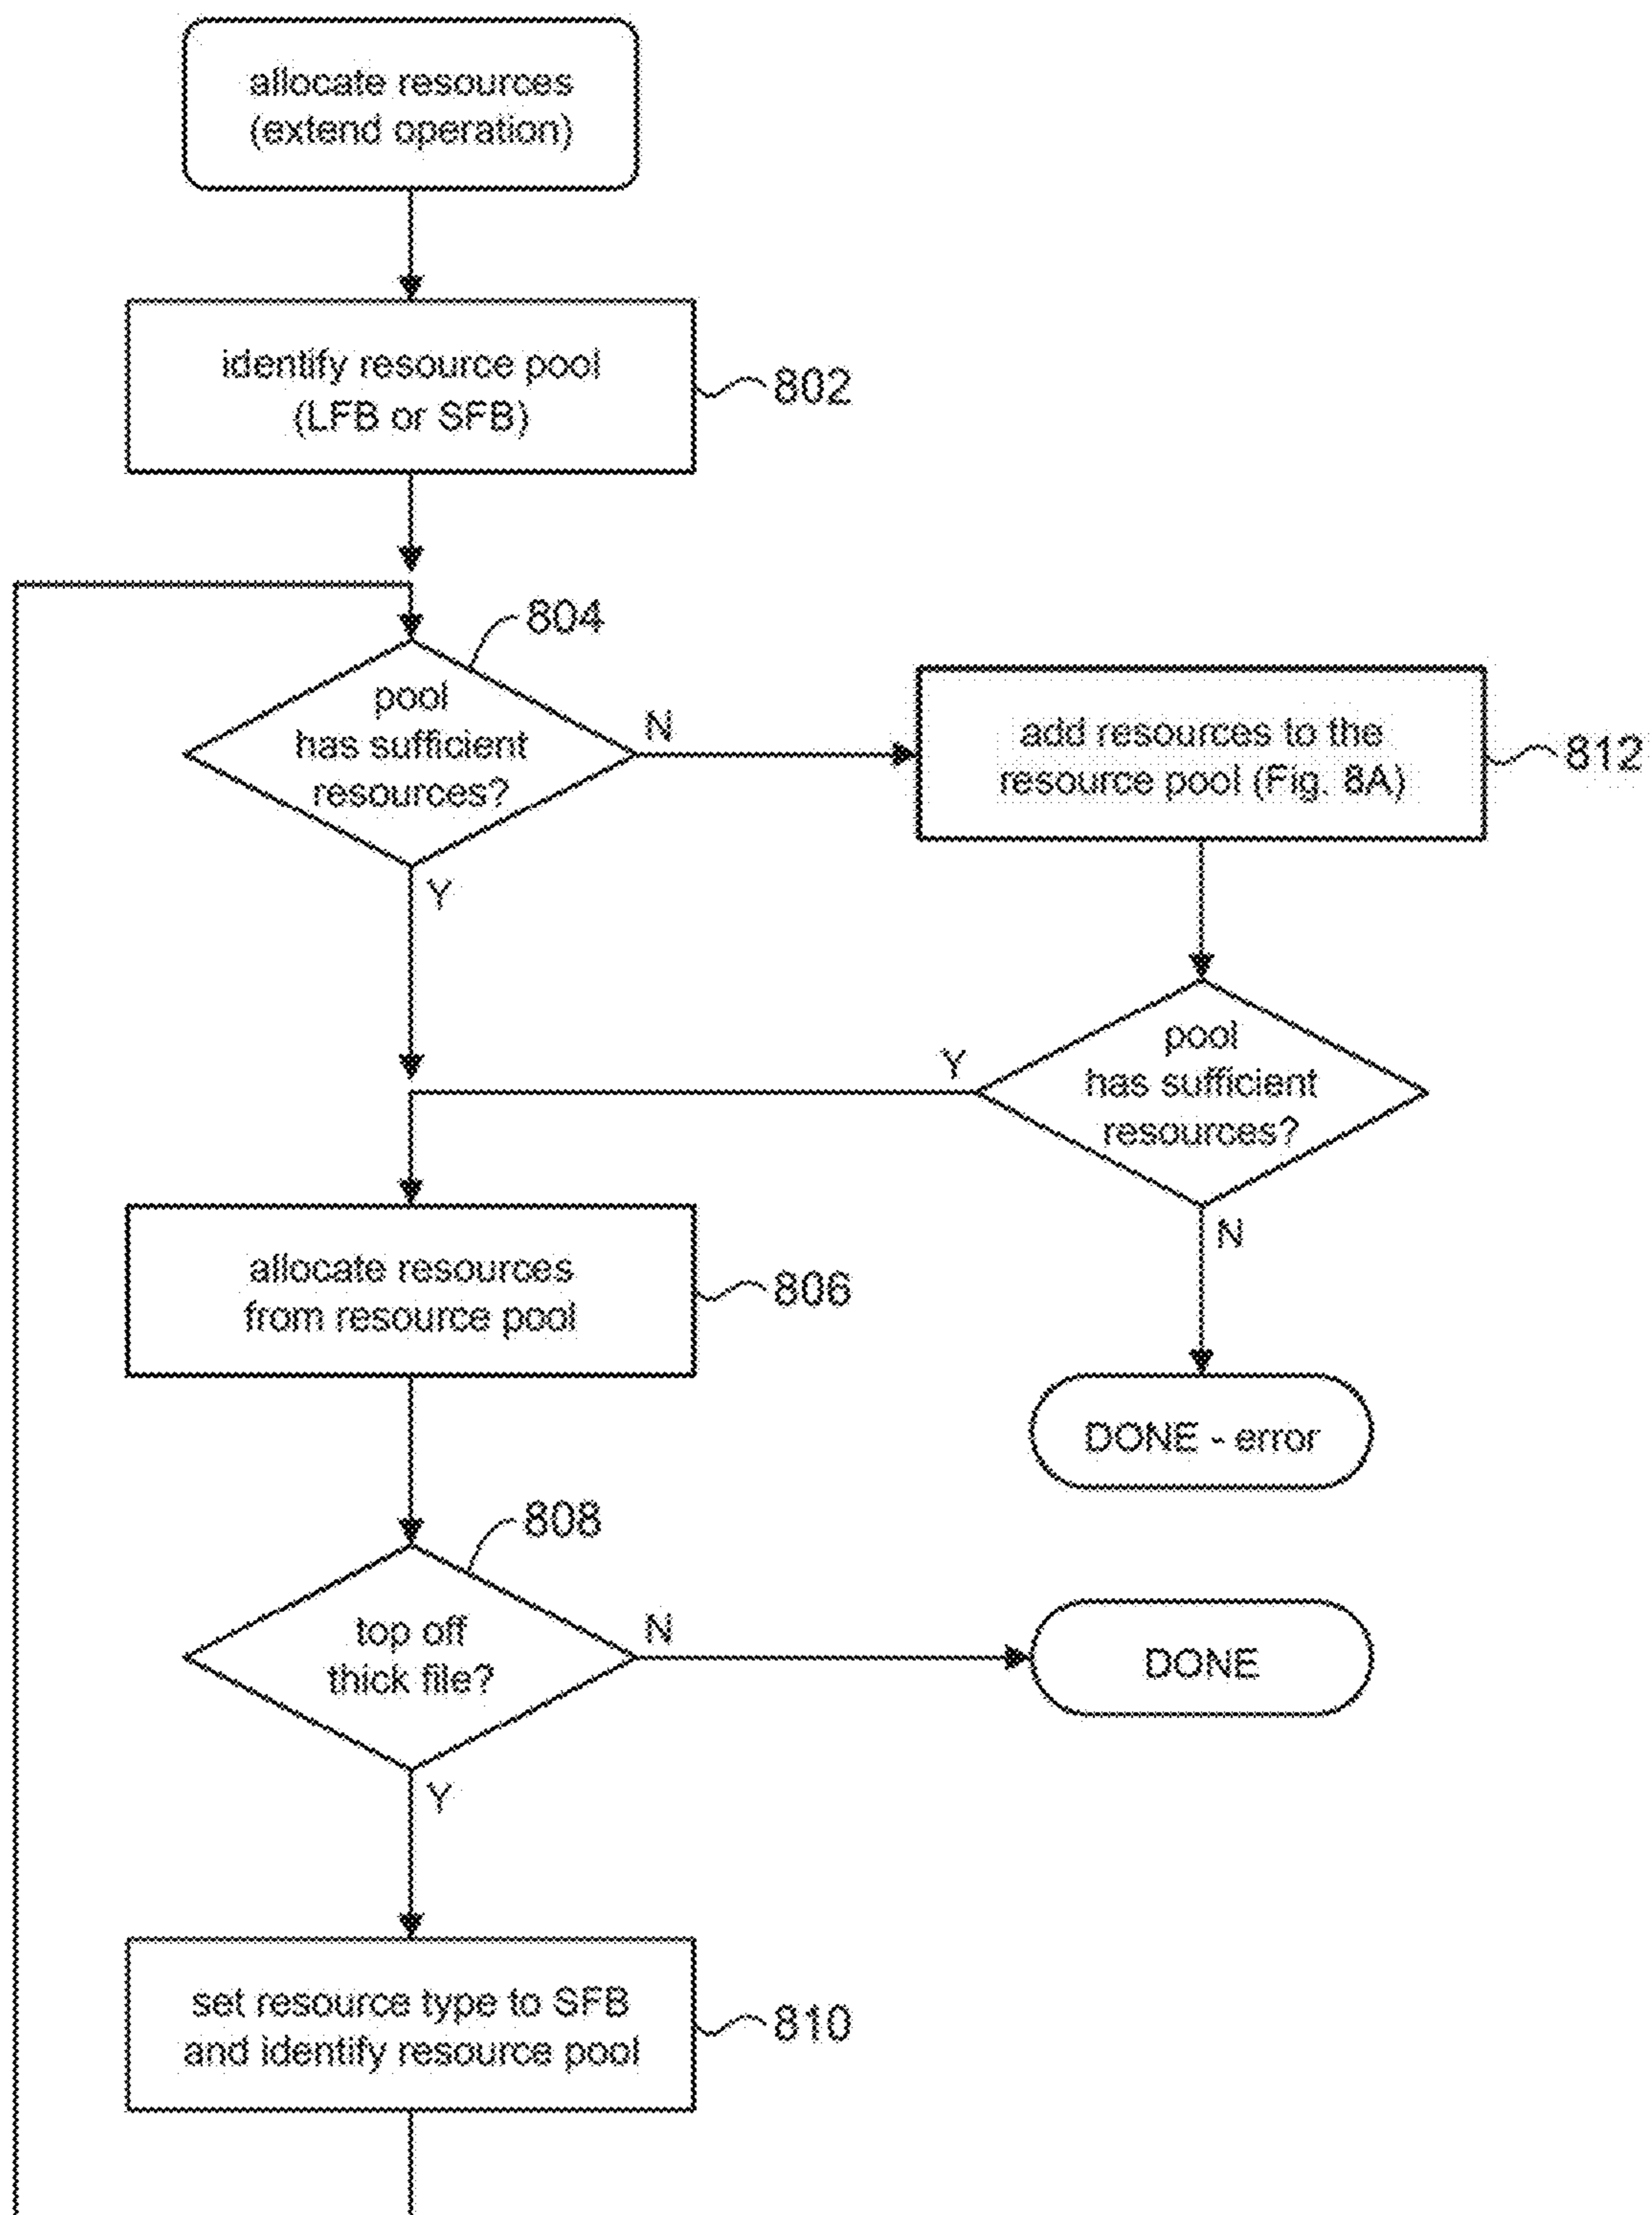 allocate resources
(extend operation)
identify resource pool
(LFB or SFB)
802
804
pool
has sufficient
resources?
N
Y
add resources to the
resource pool (Fig. 8A)
812
pool
has sufficient
resources?
Y
N
allocate resources
from resource pool
806
DONE - error
808
top off
thick file?
N
Y
DONE
set resource type to SFB
and identify resource pool
810